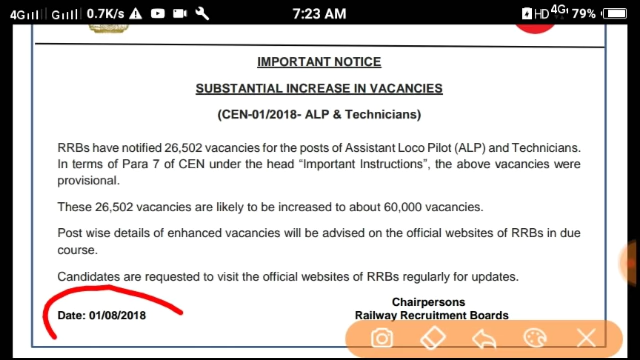 4G 4G 0.7K/s 7:23 AM HD 4G 79%
IMPORTANT NOTICE
SUBSTANTIAL INCREASE IN VACANCIES
(CEN-01/2018- ALP & Technicians)
RRBs have notified 26,502 vacancies for the posts of Assistant Loco Pilot (ALP) and Technicians.
In terms of Para 7 of CEN under the head “Important Instructions”, the above vacancies were
provisional.
These 26,502 vacancies are likely to be increased to about 60,000 vacancies.
Post wise details of enhanced vacancies will be advised on the official websites of RRBs in due
course.
Candidates are requested to visit the official websites of RRBs regularly for updates.
Chairpersons
Date: 01/08/2018 Railway Recruitment Boards